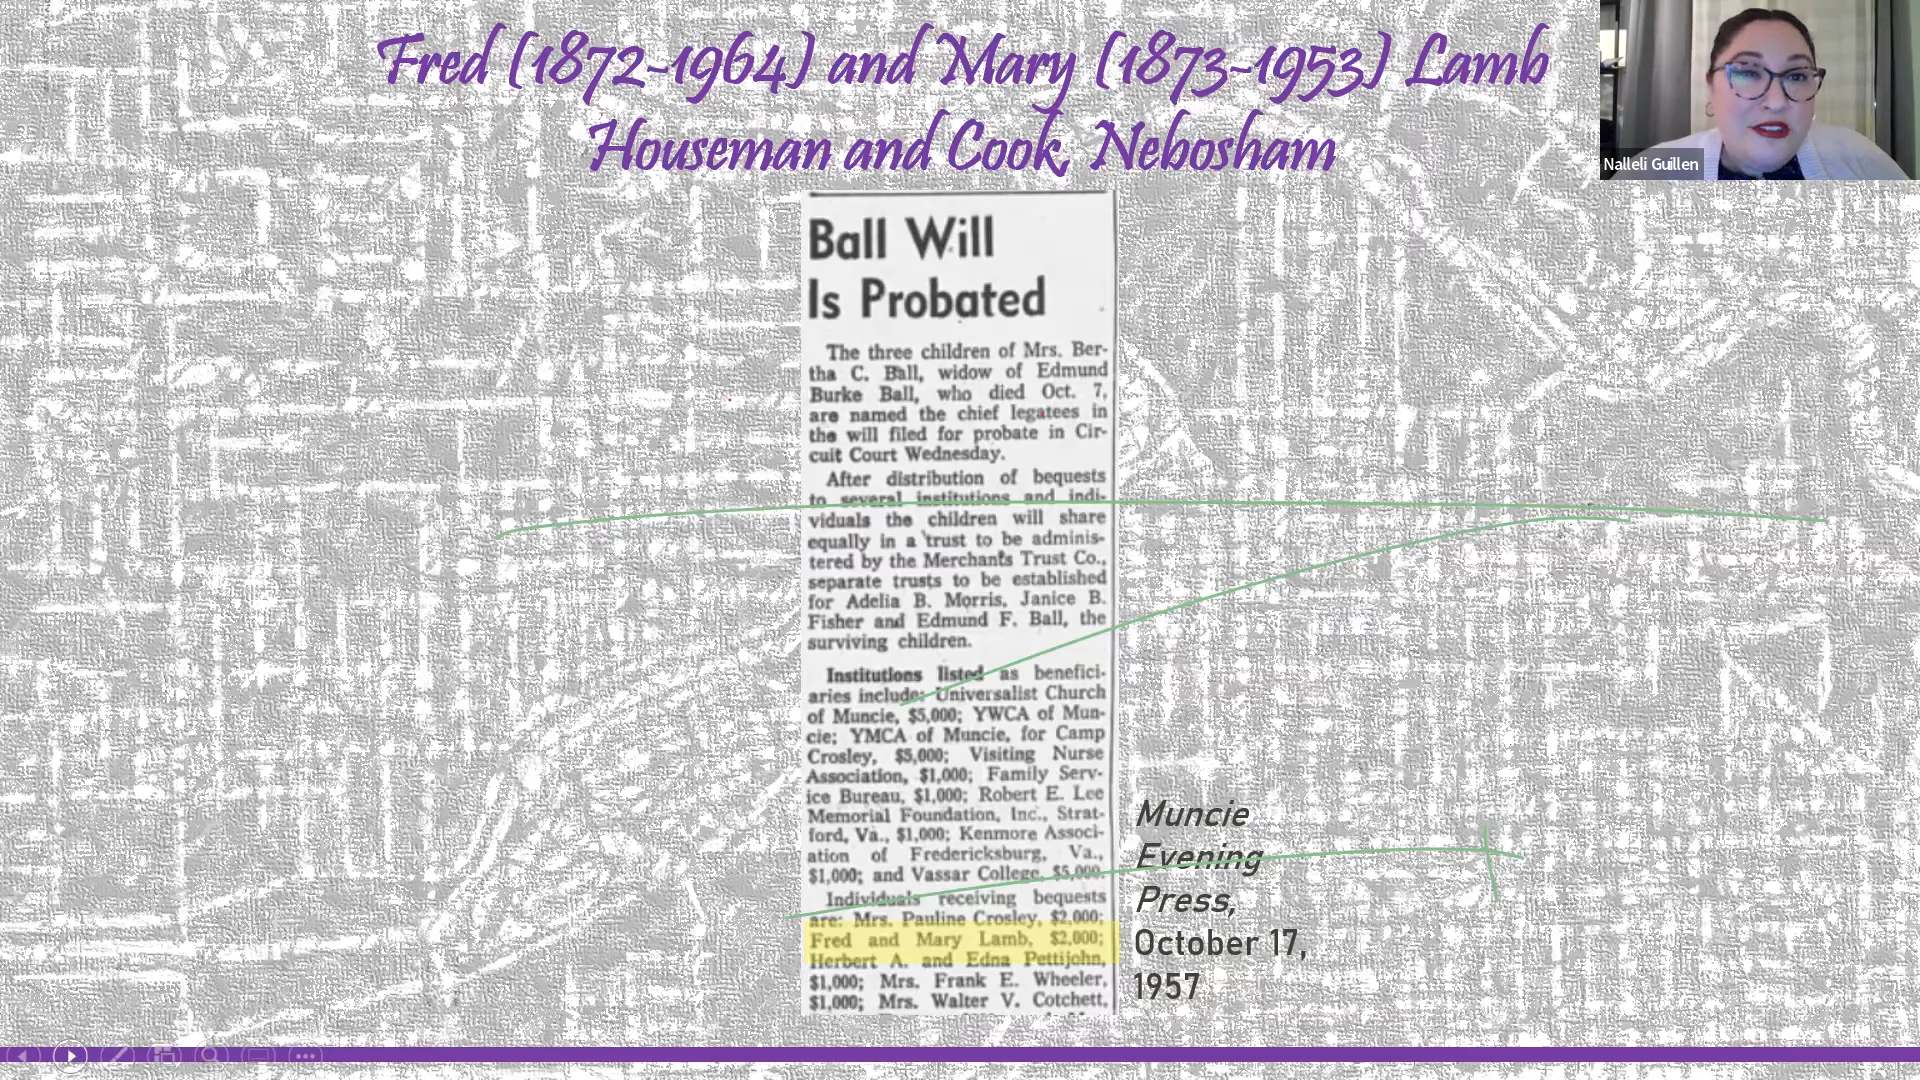 Fred (1872-1964) and Mary (1873-1953) Lamb
Houseman and Cook, Nebosham
Nalleli Guillen
Ball Will
Is Probated
The three children of Mrs. Ber-
tha C. Ball, widow of Edmund
Burke Ball, who died Oct. 7,
are named the chief legatees in
the will filed for probate in Cir-
cuit Court Wednesday.
After distribution of bequests
to several institutions and indi-
viduals the children will share
equally in a trust to be adminis-
tered by the Merchants Trust Co.,
separate trusts to be established
for Adelia B. Morris, Janice B.
Fisher and Edmund F. Ball, the
surviving children.
Institutions listed as benefici-
aries include: Universalist Church
of Muncie, $5,000; YWCA of Mun-
cie; YMCA of Muncie, for Camp
Crosley, $5,000; Visiting Nurse
Association, $1,000; Family Serv-
ice Bureau, $1,000; Robert E. Lee
Memorial Foundation, Inc., Strat-
ford, Va., $1,000; Kenmore Associ-
ation of Fredericksburg, Va.,
$1,000; and Vassar College, $5,000.
Individuals receiving bequests
are: Mrs. Pauline Crosley, $2,000;
Fred and Mary Lamb, $2,000;
Herbert A. and Edna Pettijohn,
$1,000; Mrs. Frank E. Wheeler,
$1,000; Mrs. Walter V. Cotchett,
Muncie
Evening
Press,
October 17,
1957